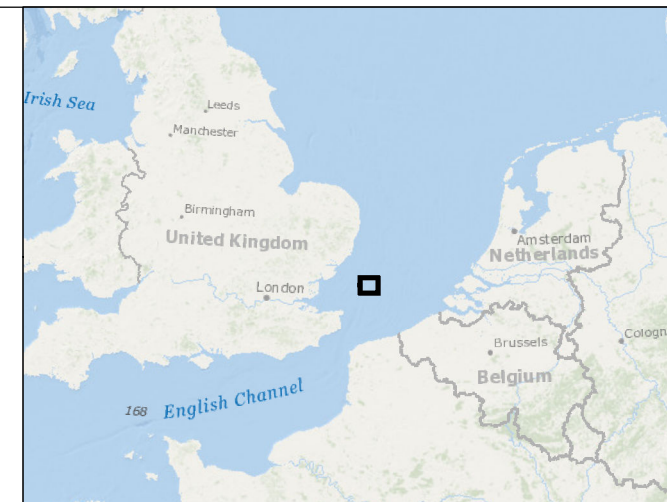 Irish Sea
Leeds
Manchester
Birmingham
United Kingdom
Amsterdam
Netherlands
London
Cologn
Brussels
Belgium
168
English Channel